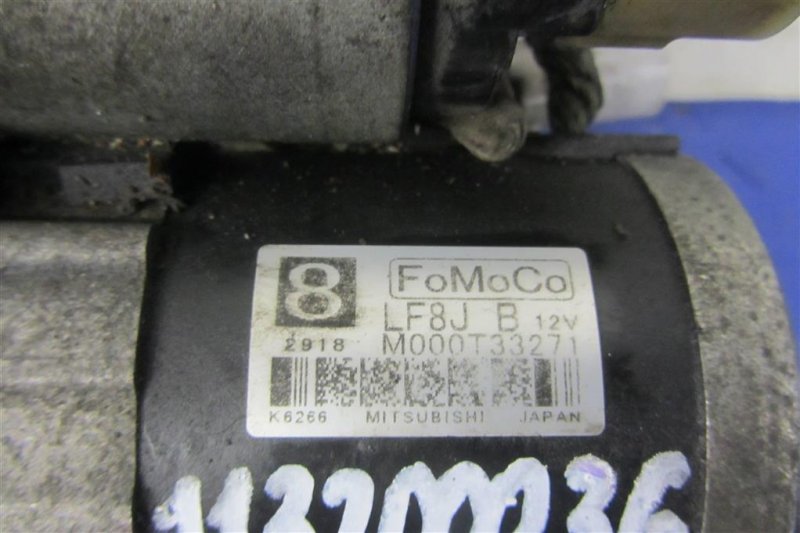 8 FoMoCo
LF8J B 12V
2918 M000T33271
K6266 MITSUBISHI JAPAN